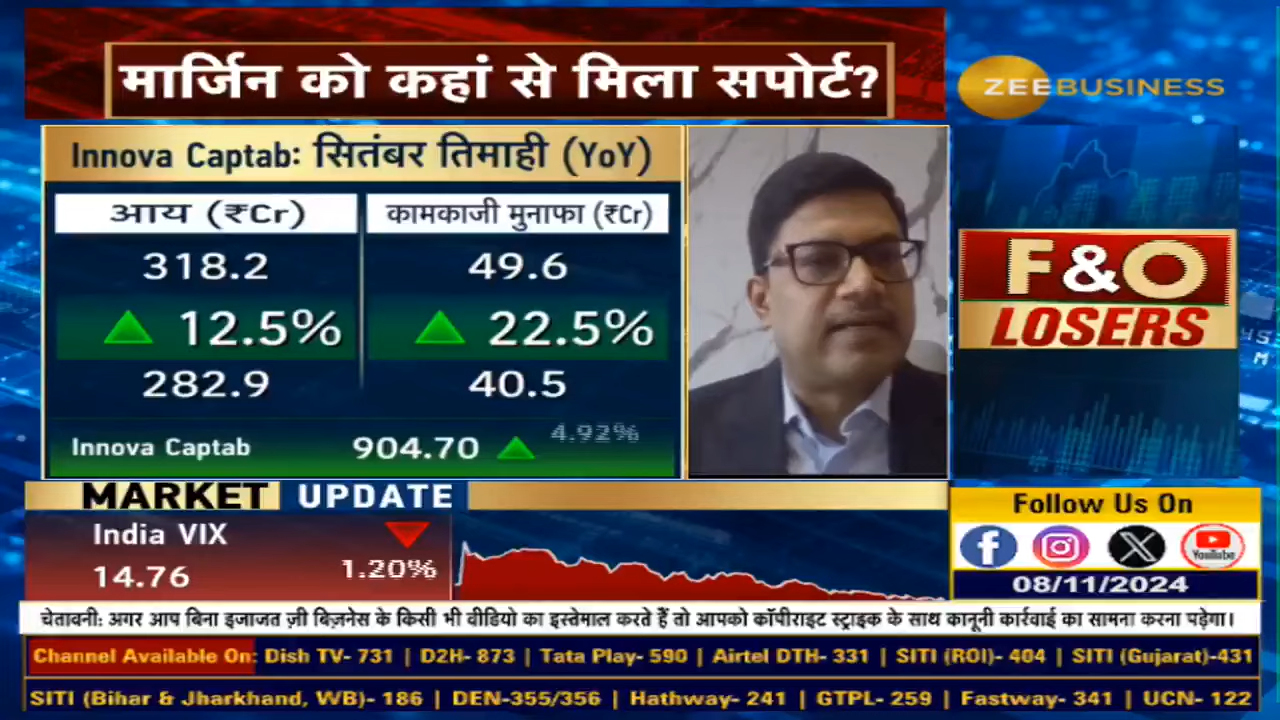 मार्जिन को कहां से मिला सपोर्ट?
ZEEBUSINESS
Innova Captab: सितंबर तिमाही (YoY)
आय (₹Cr)
कामकाजी मुनाफा (₹Cr)
318.2
49.6
12.5%
22.5%
282.9
40.5
Innova Captab 904.70 4.92%
F&O
LOSERS
MARKET UPDATE
India VIX
14.76
1.20%
Follow Us On
YouTube
08/11/2024
चेतावनी: अगर आप बिना इजाजत ज़ी बिज़नेस के किसी भी वीडियो का इस्तेमाल करते हैं तो आपको कॉपीराइट स्ट्राइक के साथ कानूनी कार्रवाई का सामना करना पड़ेगा।
Channel Available On: Dish TV- 731 | D2H- 873 | Tata Play- 590 | Airtel DTH- 331 | SITI (ROI)- 404 | SITI (Gujarat)-431
SITI (Bihar & Jharkhand, WB)- 186 | DEN-355/356 | Hathway- 241 | GTPL- 259 | Fastway- 341 | UCN- 122